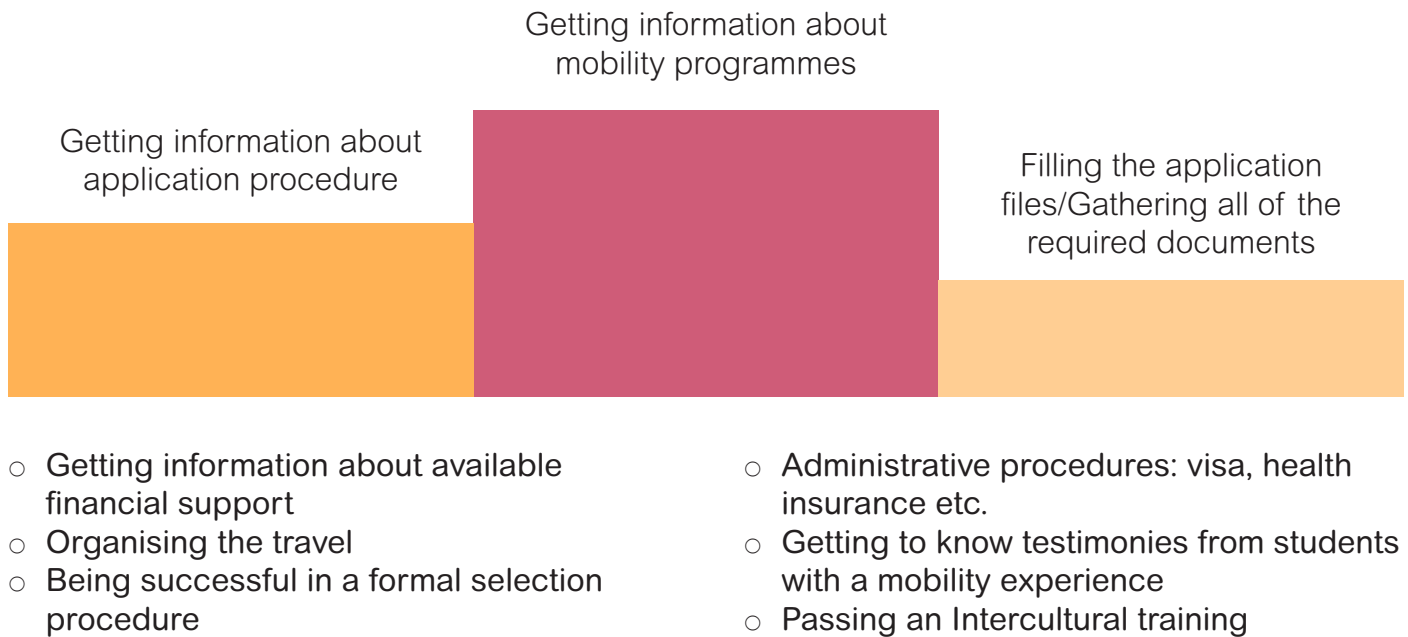 Getting information about
mobility programmes
Getting information about
application procedure
Filling the application
files/Gathering all of the
required documents
○ Getting information about available
financial support
○ Organising the travel
○ Being successful in a formal selection
procedure
○ Administrative procedures: visa, health
insurance etc.
○ Getting to know testimonies from students
with a mobility experience
○ Passing an Intercultural training